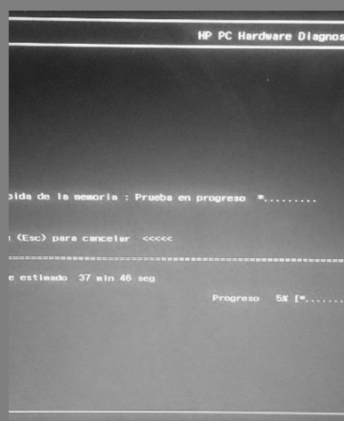 HP PC Hardware Diagnos
pida de la memoria : Prueba en progreso *.........
(Esc) para cancelar <<<<<
e estimado 37 min 46 seg
Progreso 5% [*.......